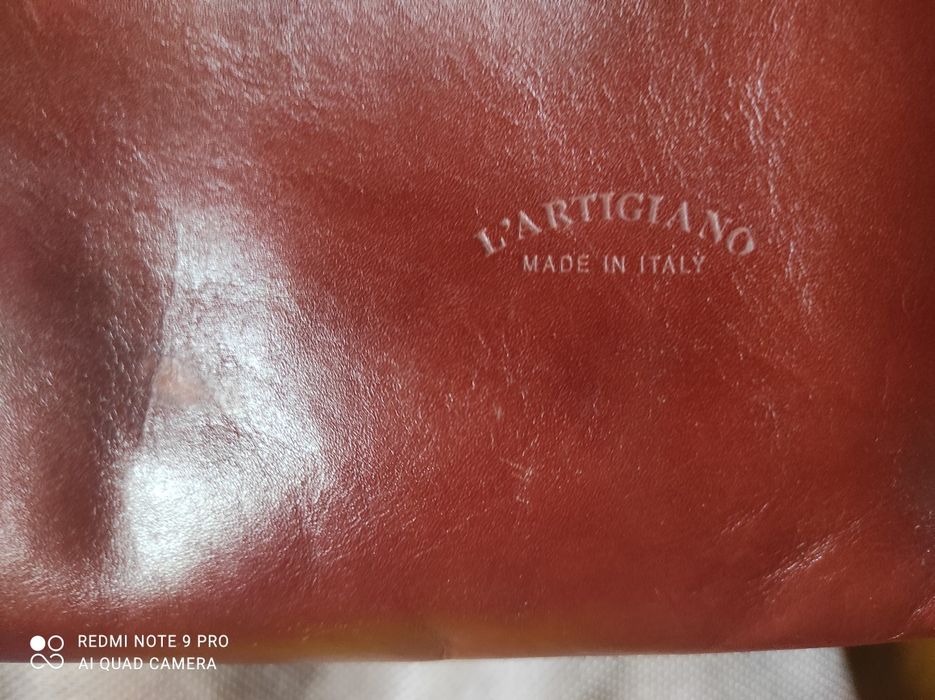 L'ARTIGIANO
MADE IN ITALY
REDMI NOTE 9 PRO
AI QUAD CAMERA